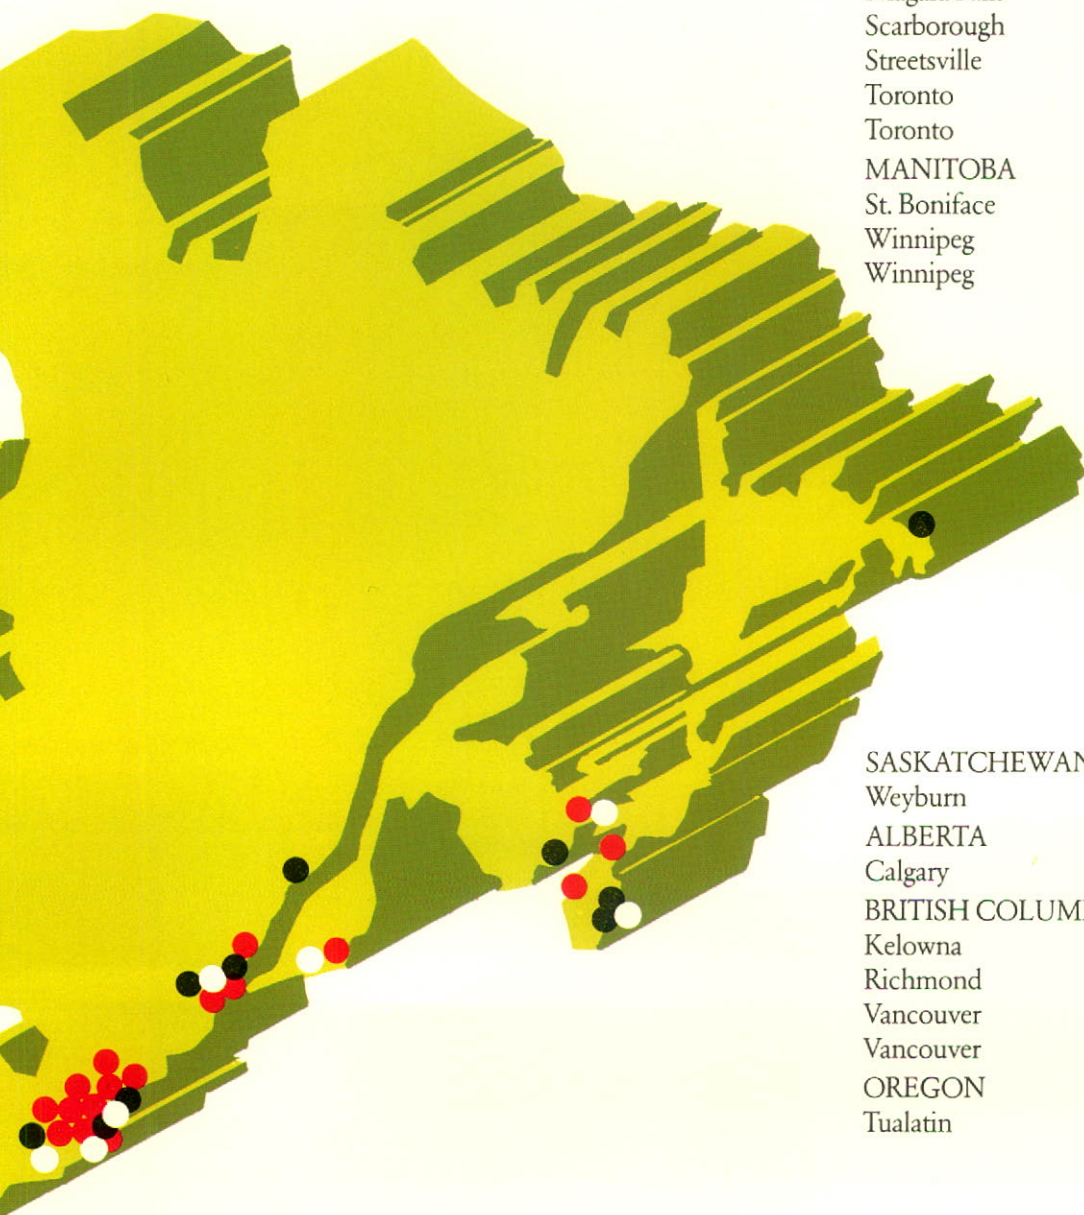 Scarborough
Streetsville
Toronto
Toronto
MANITOBA
St. Boniface
Winnipeg
Winnipeg
SASKATCHEWAN
Weyburn
ALBERTA
Calgary
BRITISH COLUM
Kelowna
Richmond
Vancouver
Vancouver
OREGON
Tualatin